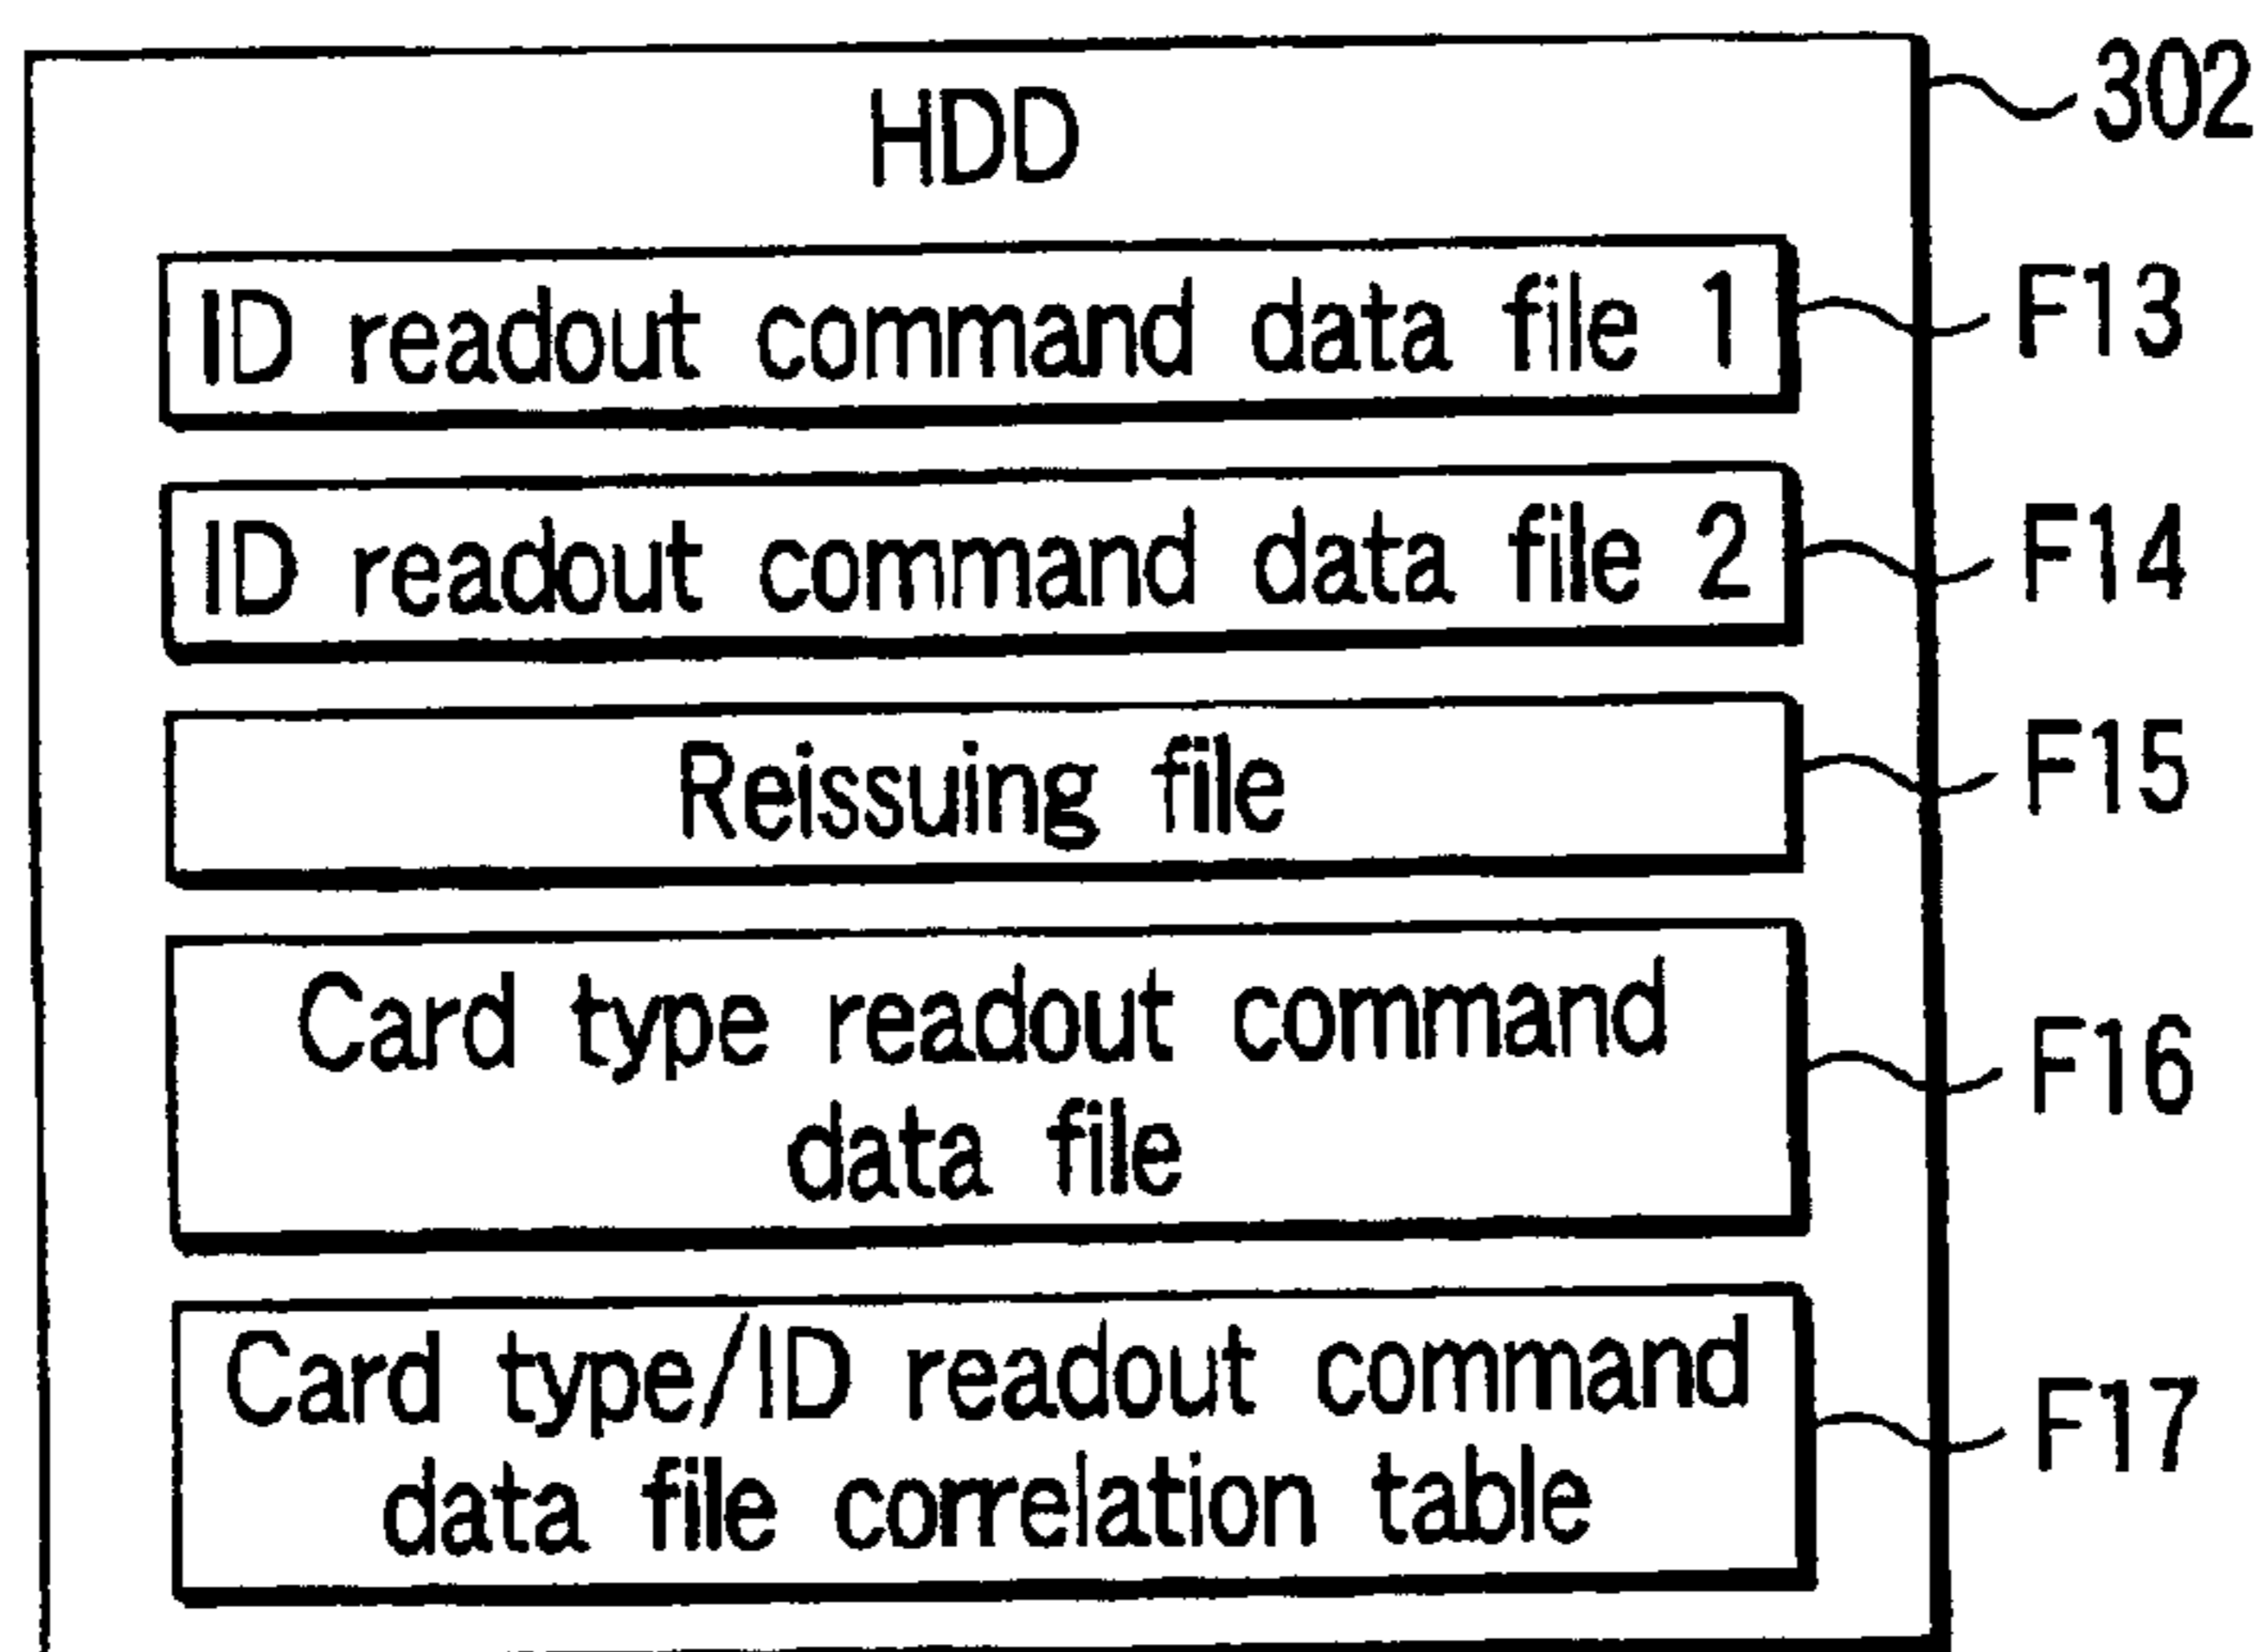 HDD
302
ID readout command data file 1
F13
ID readout command data file 2
F14
Reissuing file
F15
Card type readout command
data file
F16
Card type/ID readout command
data file correlation table
F17